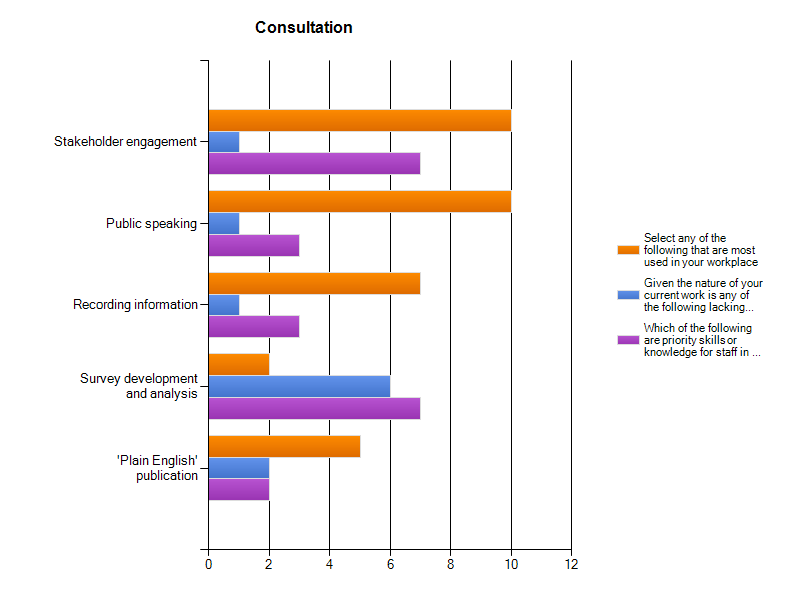 Consultation
Stakeholder engagement
Public speaking
Recording information
Survey development
and analysis
'Plain English'
publication
0 2 4 6 8 10 12
Select any of the
following that are most
used in your workplace
Given the nature of your
current work is any of
the following lacking...
Which of the following
are priority skills or
knowledge for staff in ...